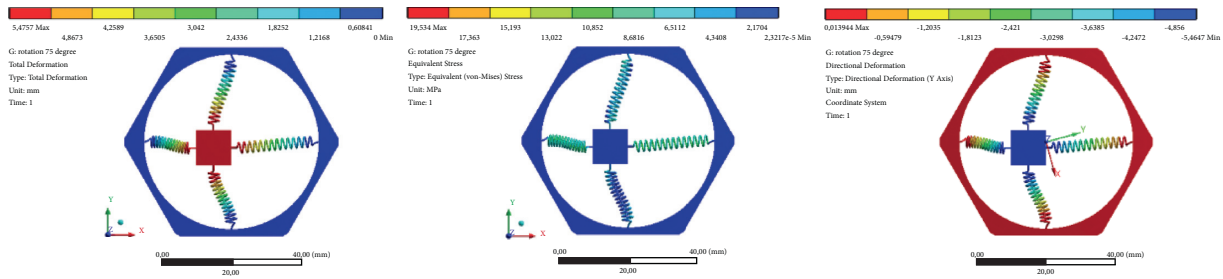 5,4757 Max 4,2589 3,042 1,8252 0,60841
4,8673 3,6505 2,4336 1,2168 0 Min
G: rotation 75 degree
Total Deformation
Type: Total Deformation
Unit: mm
Time: 1
Y
Z
X
0,00 40,00 (mm)
20,00
19,534 Max 15,193 10,852 6,5112 2,1704
17,363 13,022 8,6816 4,3408 2,3217e-5 Min
G: rotation 75 degree
Equivalent Stress
Type: Equivalent (von-Mises) Stress
Unit: MPa
Time: 1
Y
Z
X
0,00 40,00 (mm)
20,00
0,013944 Max -1,2035 -2,421 -3,6385 -4,856
-0,59479 -1,8123 -3,0298 -4,2472 -5,4647 Min
G: rotation 75 degree
Directional Deformation
Type: Directional Deformation (Y Axis)
Unit: mm
Coordinate System
Time: 1
Y
X
0,00 40,00 (mm)
20,00